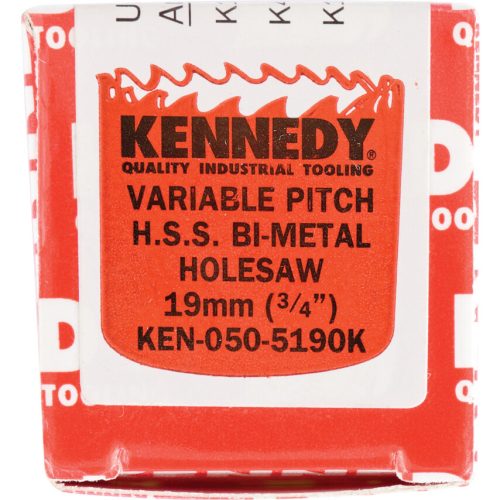 KENNEDY®
QUALITY INDUSTRIAL TOOLING
VARIABLE PITCH
H.S.S. BI-METAL
HOLESAW
19mm (3/4")
KEN-050-5190K